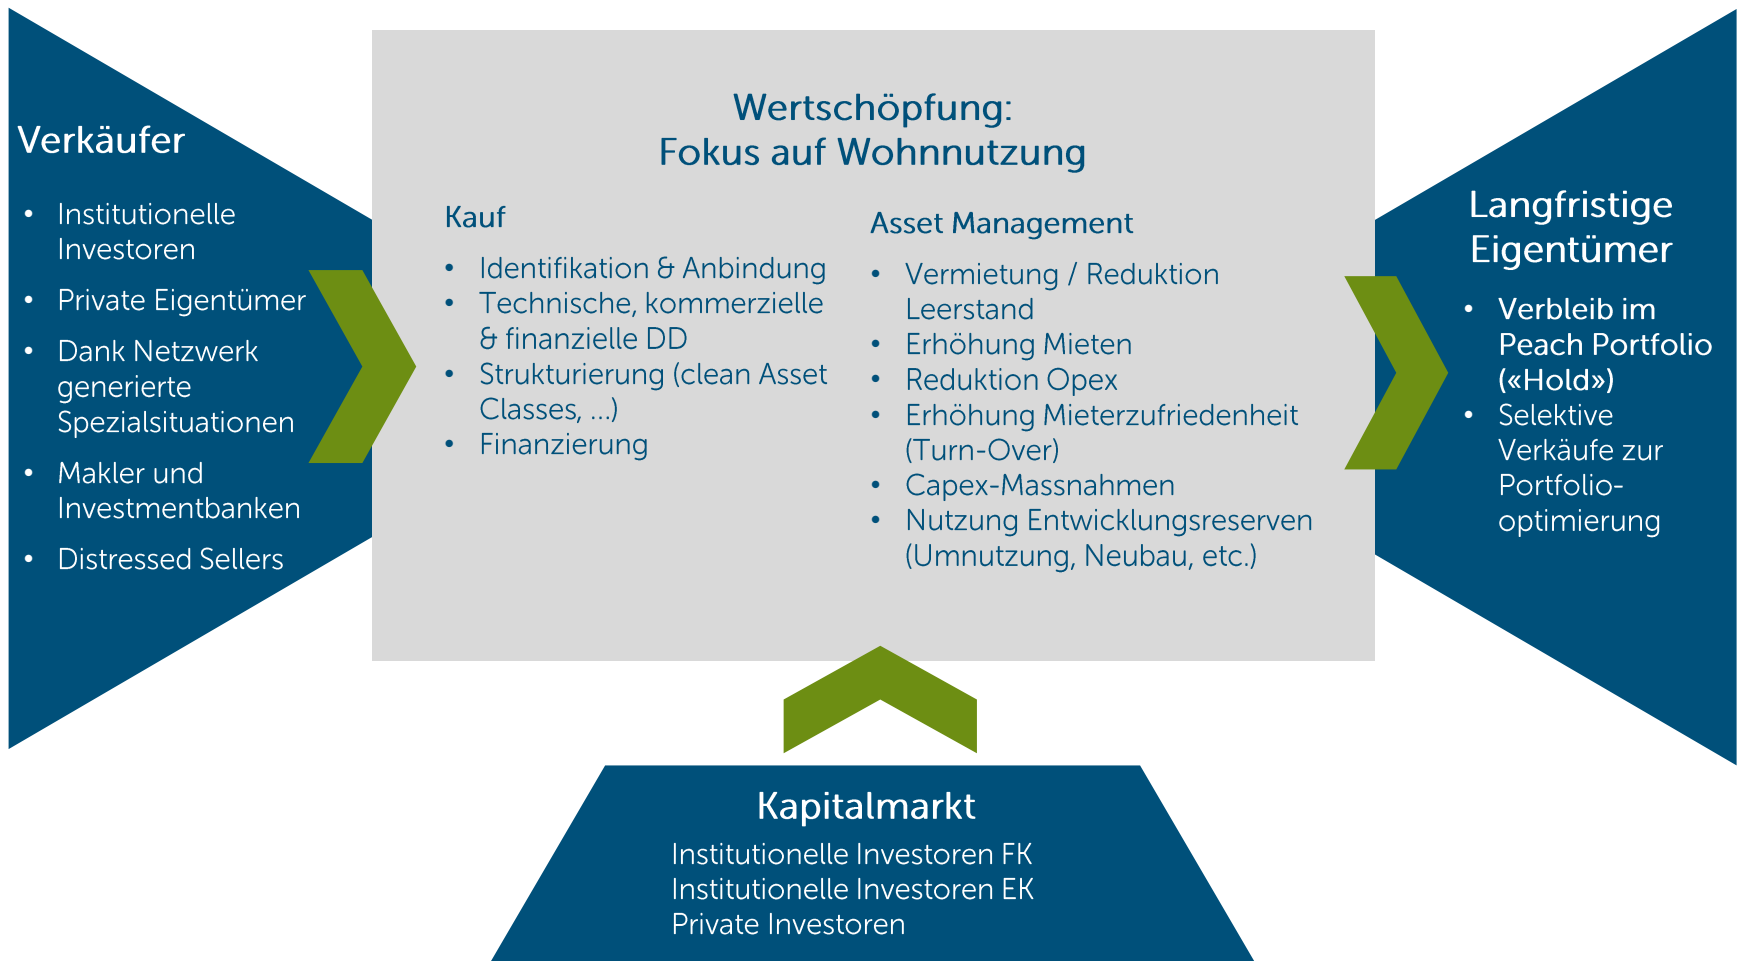 Verkäufer
• Institutionelle
Investoren
• Private Eigentümer
• Dank Netzwerk
generierte
Spezialsituationen
• Makler und
Investmentbanken
• Distressed Sellers
Wertschöpfung:
Fokus auf Wohnnutzung
Kauf
• Identifikation & Anbindung
• Technische, kommerzielle
& finanzielle DD
• Strukturierung (clean Asset
Classes, ...)
• Finanzierung
Asset Management
• Vermietung / Reduktion
Leerstand
• Erhöhung Mieten
• Reduktion Opex
• Erhöhung Mieterzufriedenheit
(Turn-Over)
• Capex-Massnahmen
• Nutzung Entwicklungsreserven
(Umnutzung, Neubau, etc.)
Langfristige
Eigentümer
• Verbleib im
Peach Portfolio
(«Hold»)
• Selektive
Verkäufe zur
Portfolio-
optimierung
Kapitalmarkt
Institutionelle Investoren FK
Institutionelle Investoren EK
Private Investoren